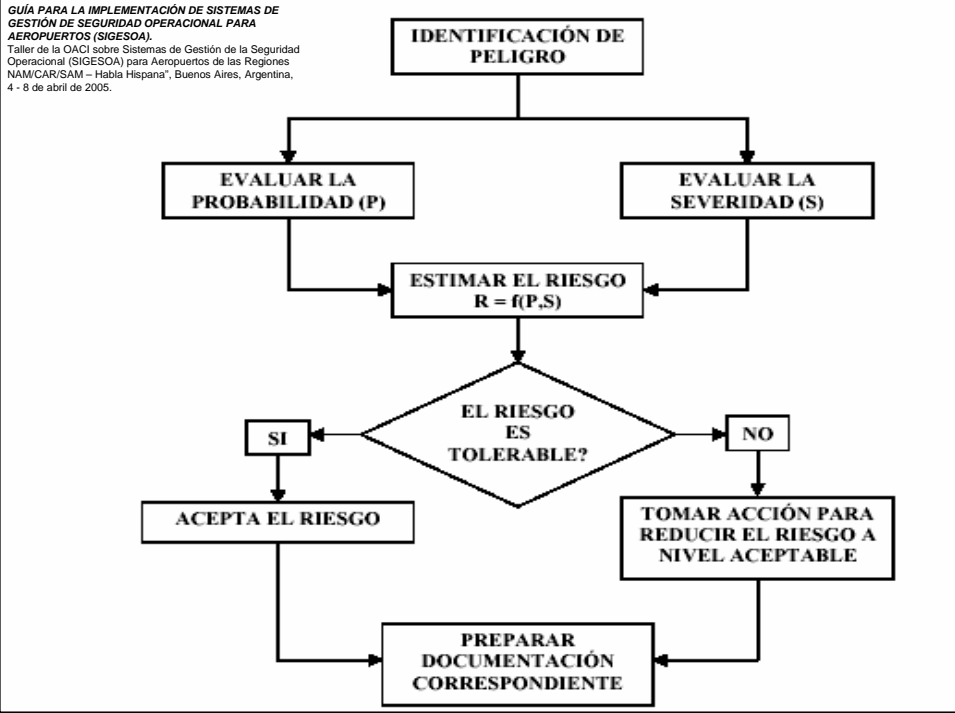 GUÍA PARA LA IMPLEMENTACIÓN DE SISTEMAS DE
GESTIÓN DE SEGURIDAD OPERACIONAL PARA
AEROPUERTOS (SIGESOA).
Taller de la OACI sobre Sistemas de Gestión de la Seguridad
Operacional (SIGESOA) para Aeropuertos de las Regiones
NAM/CAR/SAM – Habla Hispana", Buenos Aires, Argentina,
4 - 8 de abril de 2005.
IDENTIFICACIÓN DE
PELIGRO
EVALUAR LA
PROBABILIDAD (P)
EVALUAR LA
SEVERIDAD (S)
ESTIMAR EL RIESGO
R = f(P,S)
EL RIESGO
ES
TOLERABLE?
SI
NO
ACEPTA EL RIESGO
TOMAR ACCIÓN PARA
REDUCIR EL RIESGO A
NIVEL ACEPTABLE
PREPARAR
DOCUMENTACIÓN
CORRESPONDIENTE